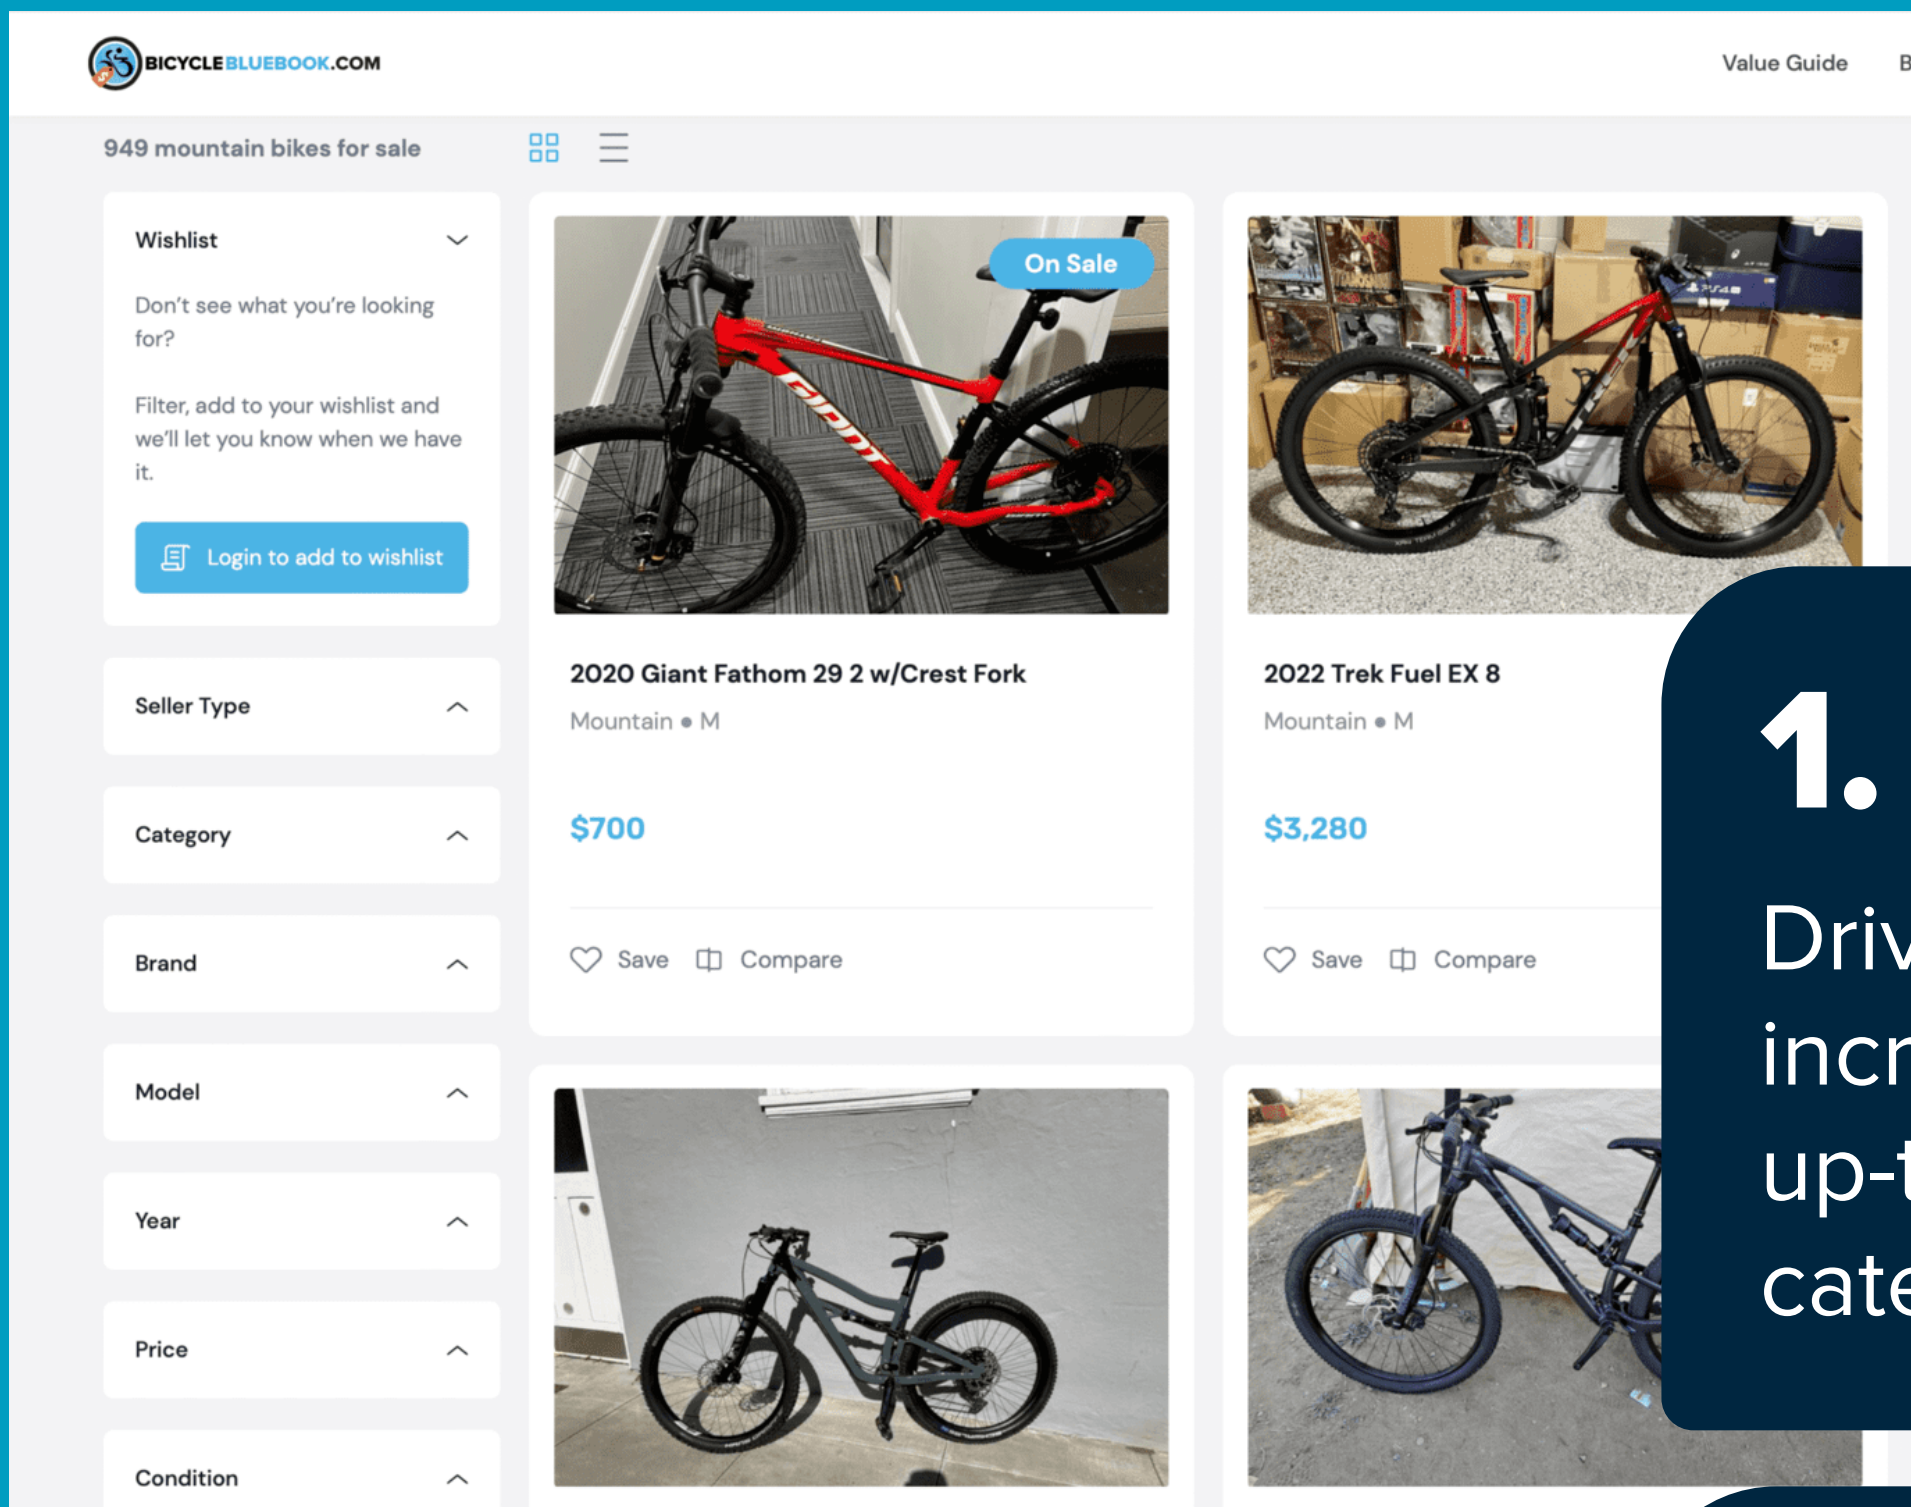 BICYCLEBLUEBOOK.COM
Value Guide
949 mountain bikes for sale
Wishlist
Don't see what you're looking
for?
Filter, add to your wishlist and
we'll let you know when we have
it.
Login to add to wishlist
Seller Type
Category
Brand
Model
Year
Price
Condition
On Sale
GIANT
2020 Giant Fathom 29 2 w/Crest Fork
Mountain • M
$700
Save
Compare
PS4
TREK
2022 Trek Fuel EX 8
Mountain • M
$3,280
Save
Compare
1.